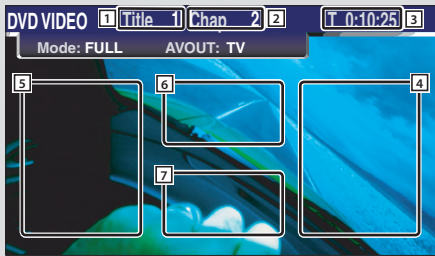 DVD VIDEO 1 Title 1 Chap 2 2 T 0:10:25 3
Mode: FULL AVOUT: TV
5 6 4
7